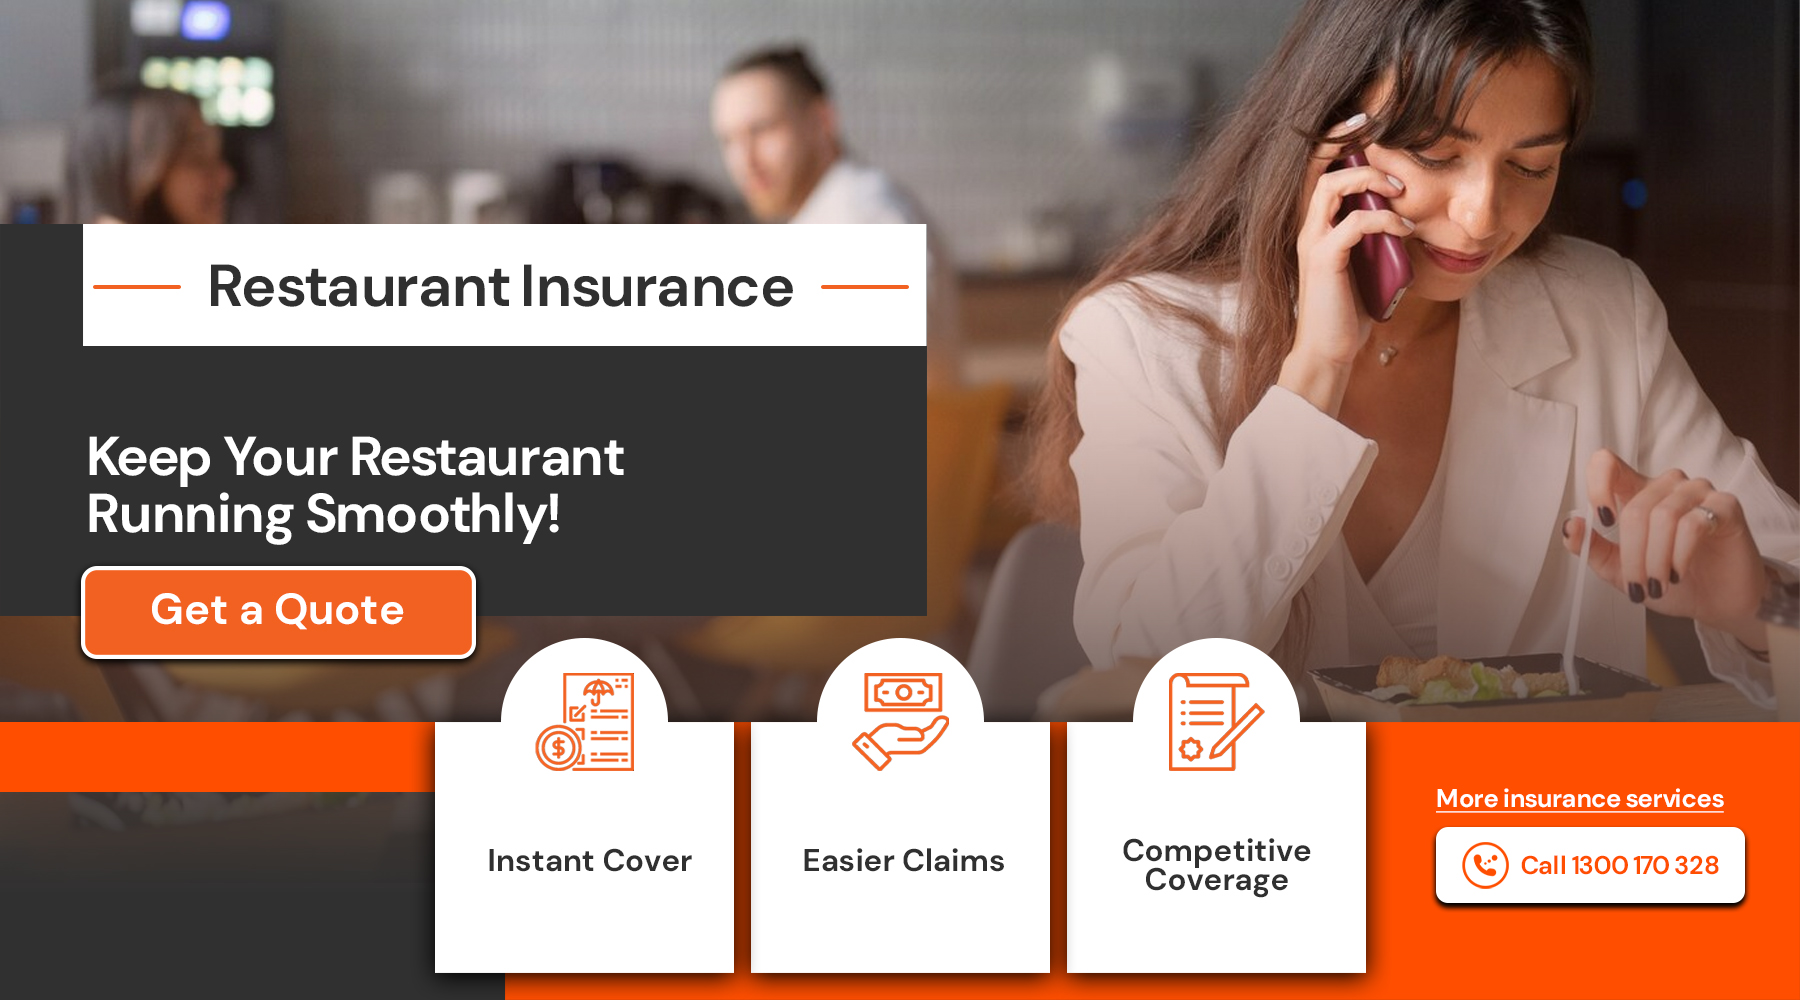 Restaurant Insurance
Keep Your Restaurant
Running Smoothly!
Get a Quote
Instant Cover
Easier Claims
Competitive
Coverage
More insurance services
Call 1300 170 328